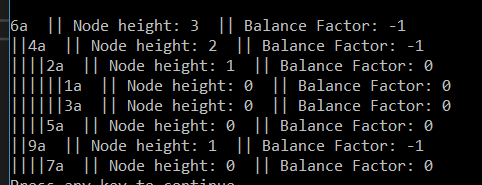 6a  || Node height: 3  || Balance Factor: -1
||4a  || Node height: 2  || Balance Factor: -1
||||2a  || Node height: 1  || Balance Factor: 0
||||||1a  || Node height: 0  || Balance Factor: 0
||||||3a  || Node height: 0  || Balance Factor: 0
||||5a  || Node height: 0  || Balance Factor: 0
||9a  || Node height: 1  || Balance Factor: -1
||||7a  || Node height: 0  || Balance Factor: 0
Press any key to continue